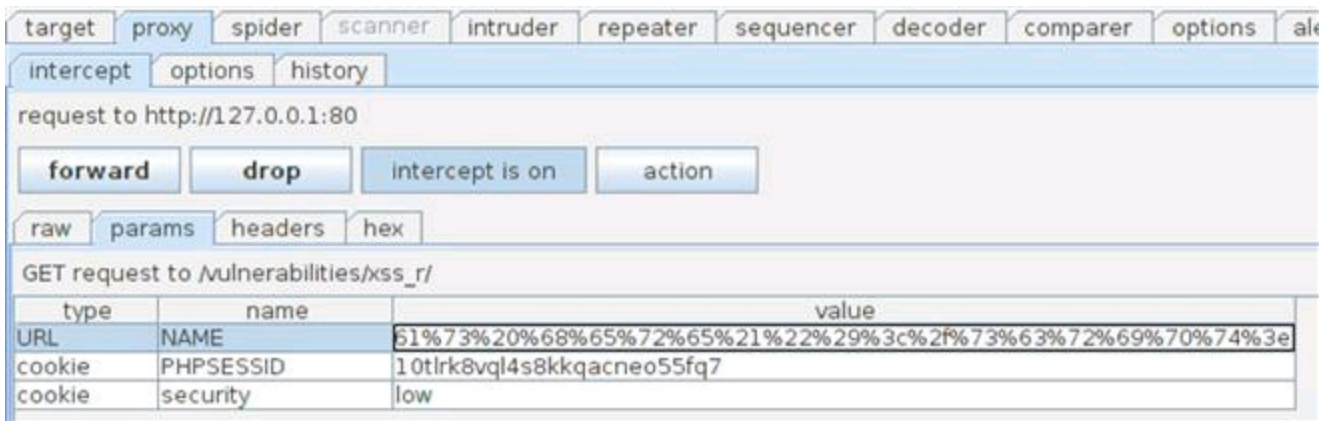 target proxy spider scanner intruder repeater sequencer decoder comparer options ale
intercept options history
request to http://127.0.0.1:80
forward drop intercept is on action
raw params headers hex
GET request to /vulnerabilities/xss_r/
type name value
URL NAME 61%73%20%68%65%72%65%21%22%29%3c%2f%73%63%72%69%70%74%3e
cookie PHPSESSID 10tlrk8vql4s8kkqacneo55fq7
cookie security low